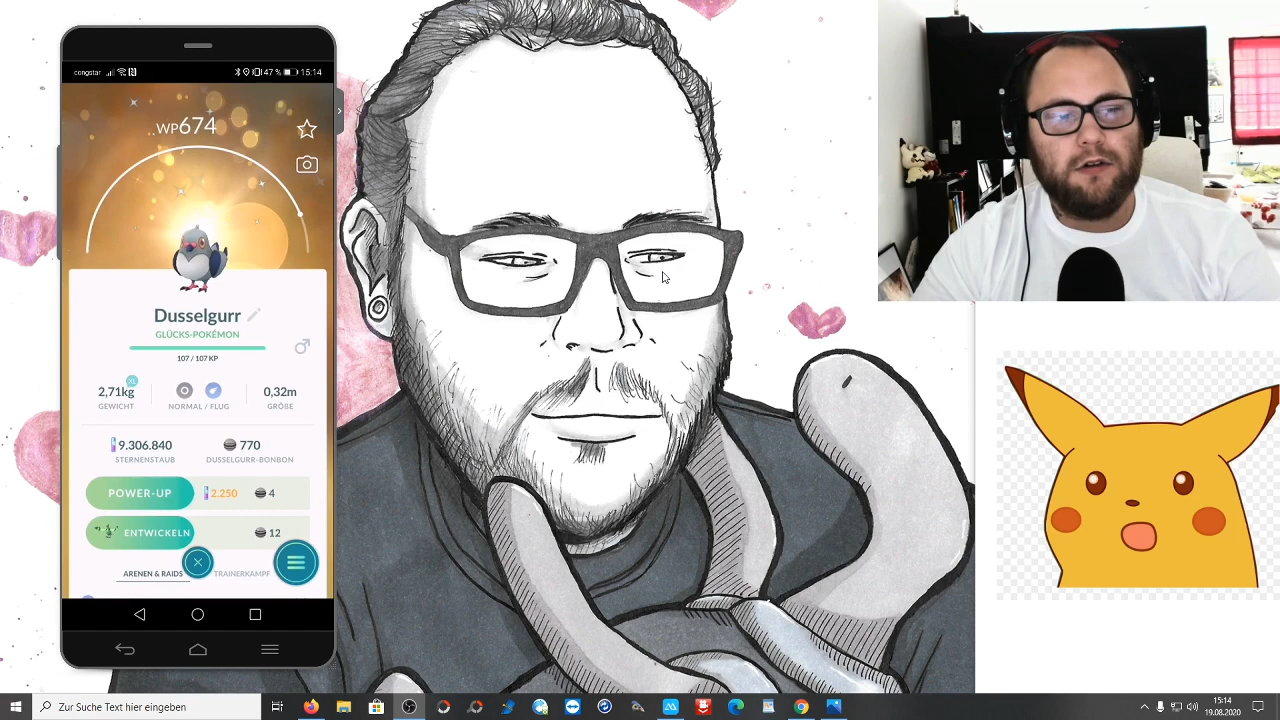 congstar 47 % 15:14
WP674
Dusselgurr
GLÜCKS-POKÉMON
107 / 107 KP
XL
2,71kg 0,32m
GEWICHT NORMAL / FLUG GRÖßE
9.306.840 770
STERNENSTAUB DUSSELGURR-BONBON
POWER-UP 2.250 4
ENTWICKELN 12
ARENEN & RAIDS TRAINERKAMPF
Zur Suche Text hier eingeben
15:14
19.08.2020